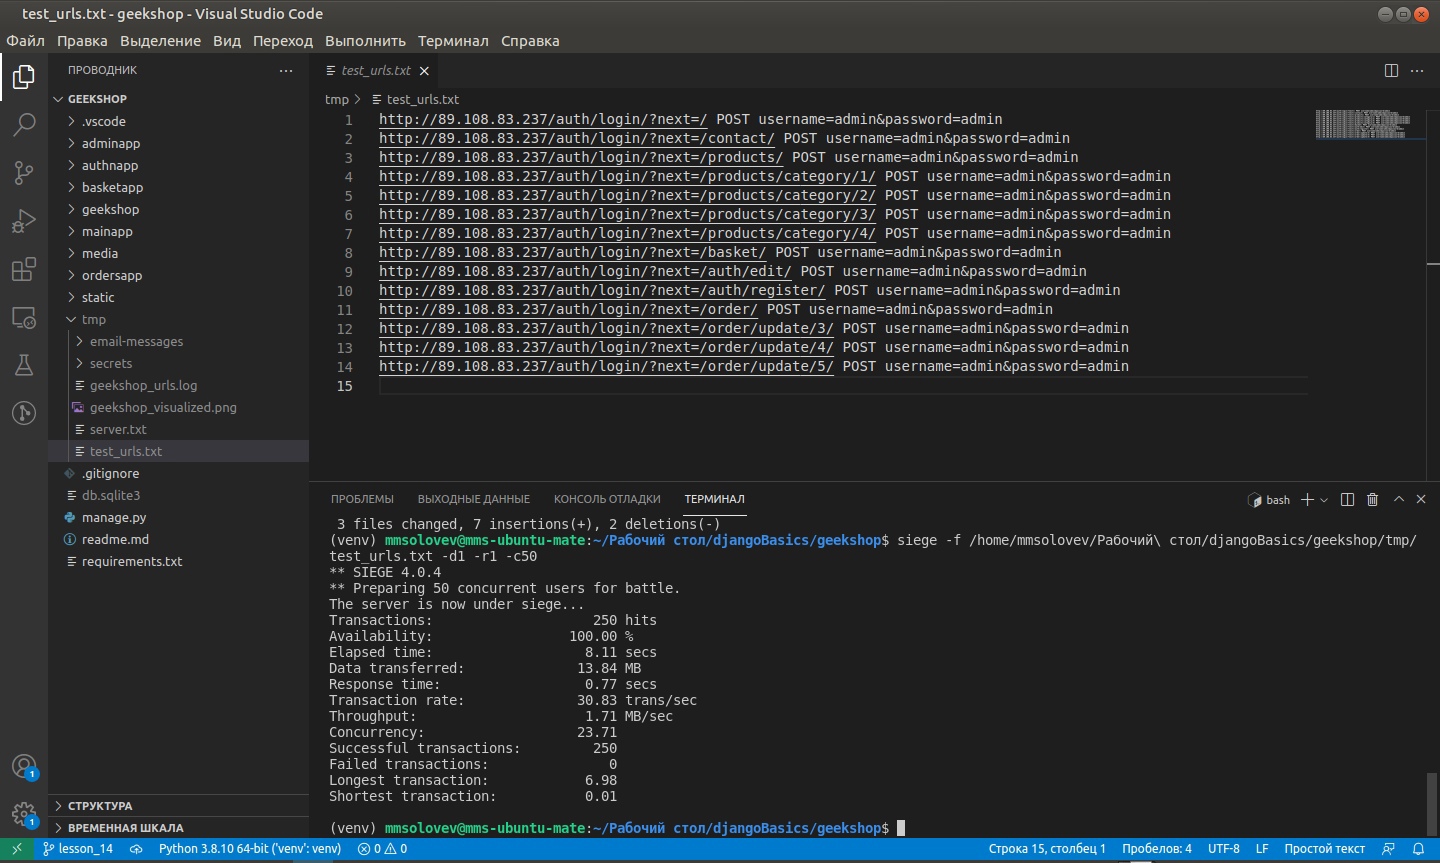 test_urls.txt - geekshop - Visual Studio Code
Файл Правка Выделение Вид Переход Выполнить Терминал Справка
ПРОВОДНИК
GEEKSHOP
.vscode
adminapp
authnapp
basketapp
geekshop
mainapp
media
ordersapp
static
tmp
email-messages
secrets
geekshop_urls.log
geekshop_visualized.png
server.txt
test_urls.txt
.gitignore
db.sqlite3
manage.py
readme.md
requirements.txt
СТРУКТУРА
ВРЕМЕННАЯ ШКАЛА
1
1
test_urls.txt
tmp > test_urls.txt
1 http://89.108.83.237/auth/login/?next=/ POST username=admin&password=admin
2 http://89.108.83.237/auth/login/?next=/contact/ POST username=admin&password=admin
3 http://89.108.83.237/auth/login/?next=/products/ POST username=admin&password=admin
4 http://89.108.83.237/auth/login/?next=/products/category/1/ POST username=admin&password=admin
5 http://89.108.83.237/auth/login/?next=/products/category/2/ POST username=admin&password=admin
6 http://89.108.83.237/auth/login/?next=/products/category/3/ POST username=admin&password=admin
7 http://89.108.83.237/auth/login/?next=/products/category/4/ POST username=admin&password=admin
8 http://89.108.83.237/auth/login/?next=/basket/ POST username=admin&password=admin
9 http://89.108.83.237/auth/login/?next=/auth/edit/ POST username=admin&password=admin
10 http://89.108.83.237/auth/login/?next=/auth/register/ POST username=admin&password=admin
11 http://89.108.83.237/auth/login/?next=/order/ POST username=admin&password=admin
12 http://89.108.83.237/auth/login/?next=/order/update/3/ POST username=admin&password=admin
13 http://89.108.83.237/auth/login/?next=/order/update/4/ POST username=admin&password=admin
14 http://89.108.83.237/auth/login/?next=/order/update/5/ POST username=admin&password=admin
15
ПРОБЛЕМЫ ВЫХОДНЫЕ ДАННЫЕ КОНСОЛЬ ОТЛАДКИ ТЕРМИНАЛ bash
3 files changed, 7 insertions(+), 2 deletions(-)
(venv) mmsolovev@mms-ubuntu-mate:~/Рабочий стол/djangoBasics/geekshop$ siege -f /home/mmsolovev/Рабочий\ стол/djangoBasics/geekshop/tmp/
test_urls.txt -d1 -r1 -c50
** SIEGE 4.0.4
** Preparing 50 concurrent users for battle.
The server is now under siege...
Transactions: 250 hits
Availability: 100.00 %
Elapsed time: 8.11 secs
Data transferred: 13.84 MB
Response time: 0.77 secs
Transaction rate: 30.83 trans/sec
Throughput: 1.71 MB/sec
Concurrency: 23.71
Successful transactions: 250
Failed transactions: 0
Longest transaction: 6.98
Shortest transaction: 0.01
(venv) mmsolovev@mms-ubuntu-mate:~/Рабочий стол/djangoBasics/geekshop$
lesson_14 Python 3.8.10 64-bit ('venv': venv) 0 0 Строка 15, столбец 1 Пробелов: 4 UTF-8 LF Простой текст